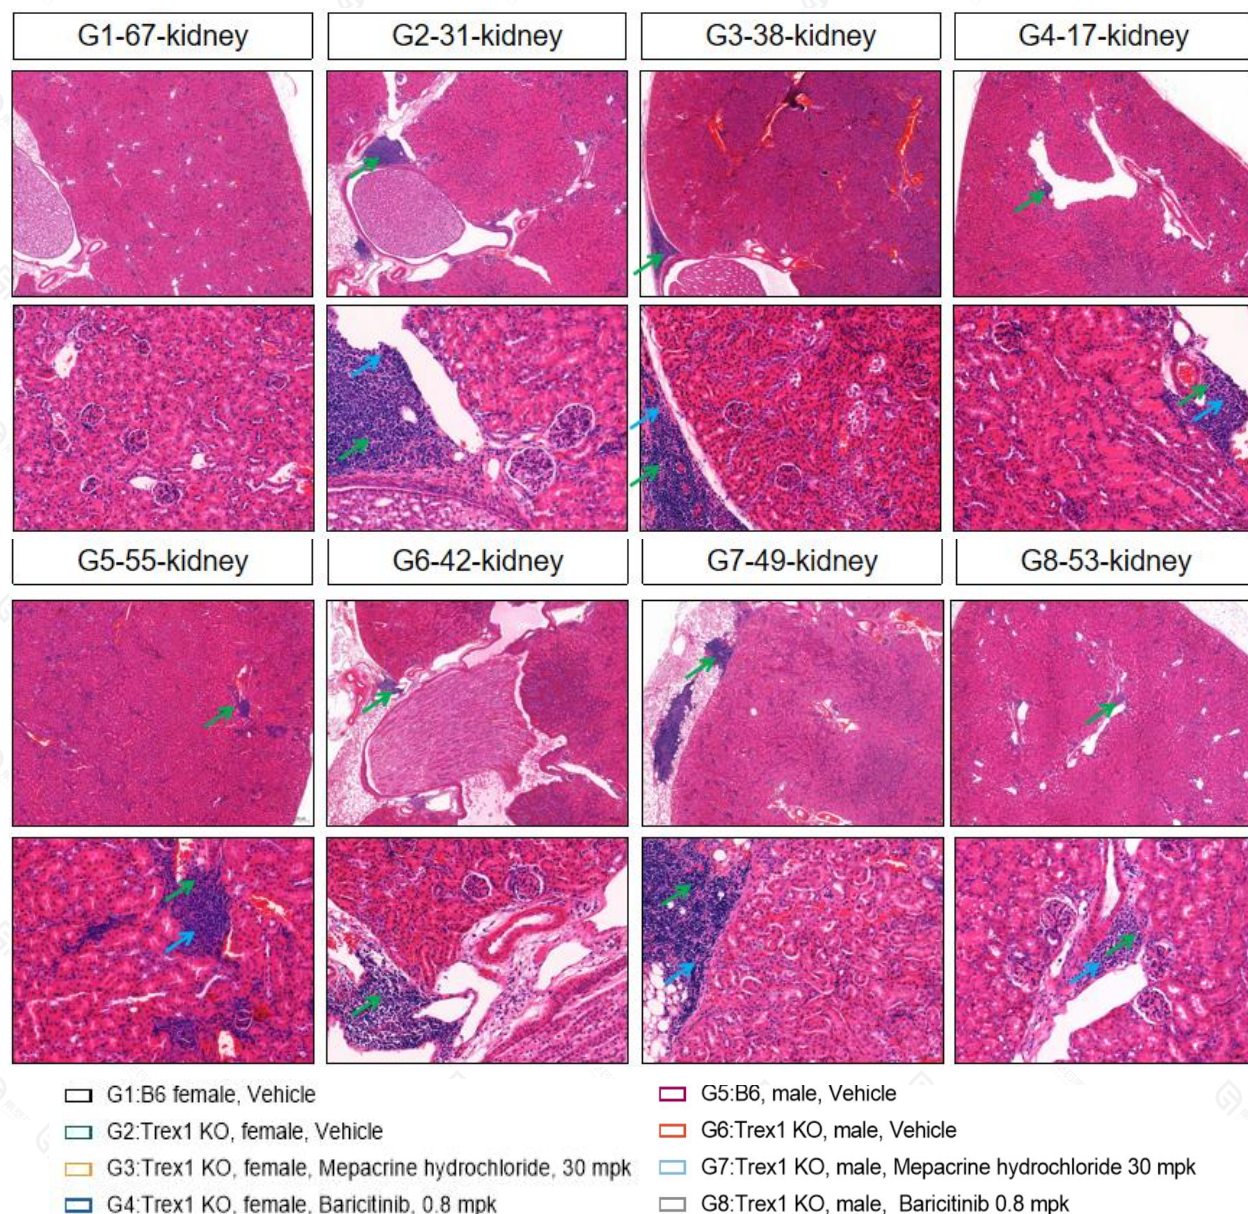 G1-67-kidney
G2-31-kidney
G3-38-kidney
G4-17-kidney
G5-55-kidney
G6-42-kidney
G7-49-kidney
G8-53-kidney
G1:B6 female, Vehicle
G2:Trex1 KO, female, Vehicle
G3:Trex1 KO, female, Mepacrine hydrochloride, 30 mpk
G4:Trex1 KO, female, Baricitinib, 0.8 mpk
G5:B6, male, Vehicle
G6:Trex1 KO, male, Vehicle
G7:Trex1 KO, male, Mepacrine hydrochloride 30 mpk
G8:Trex1 KO, male, Baricitinib 0.8 mpk